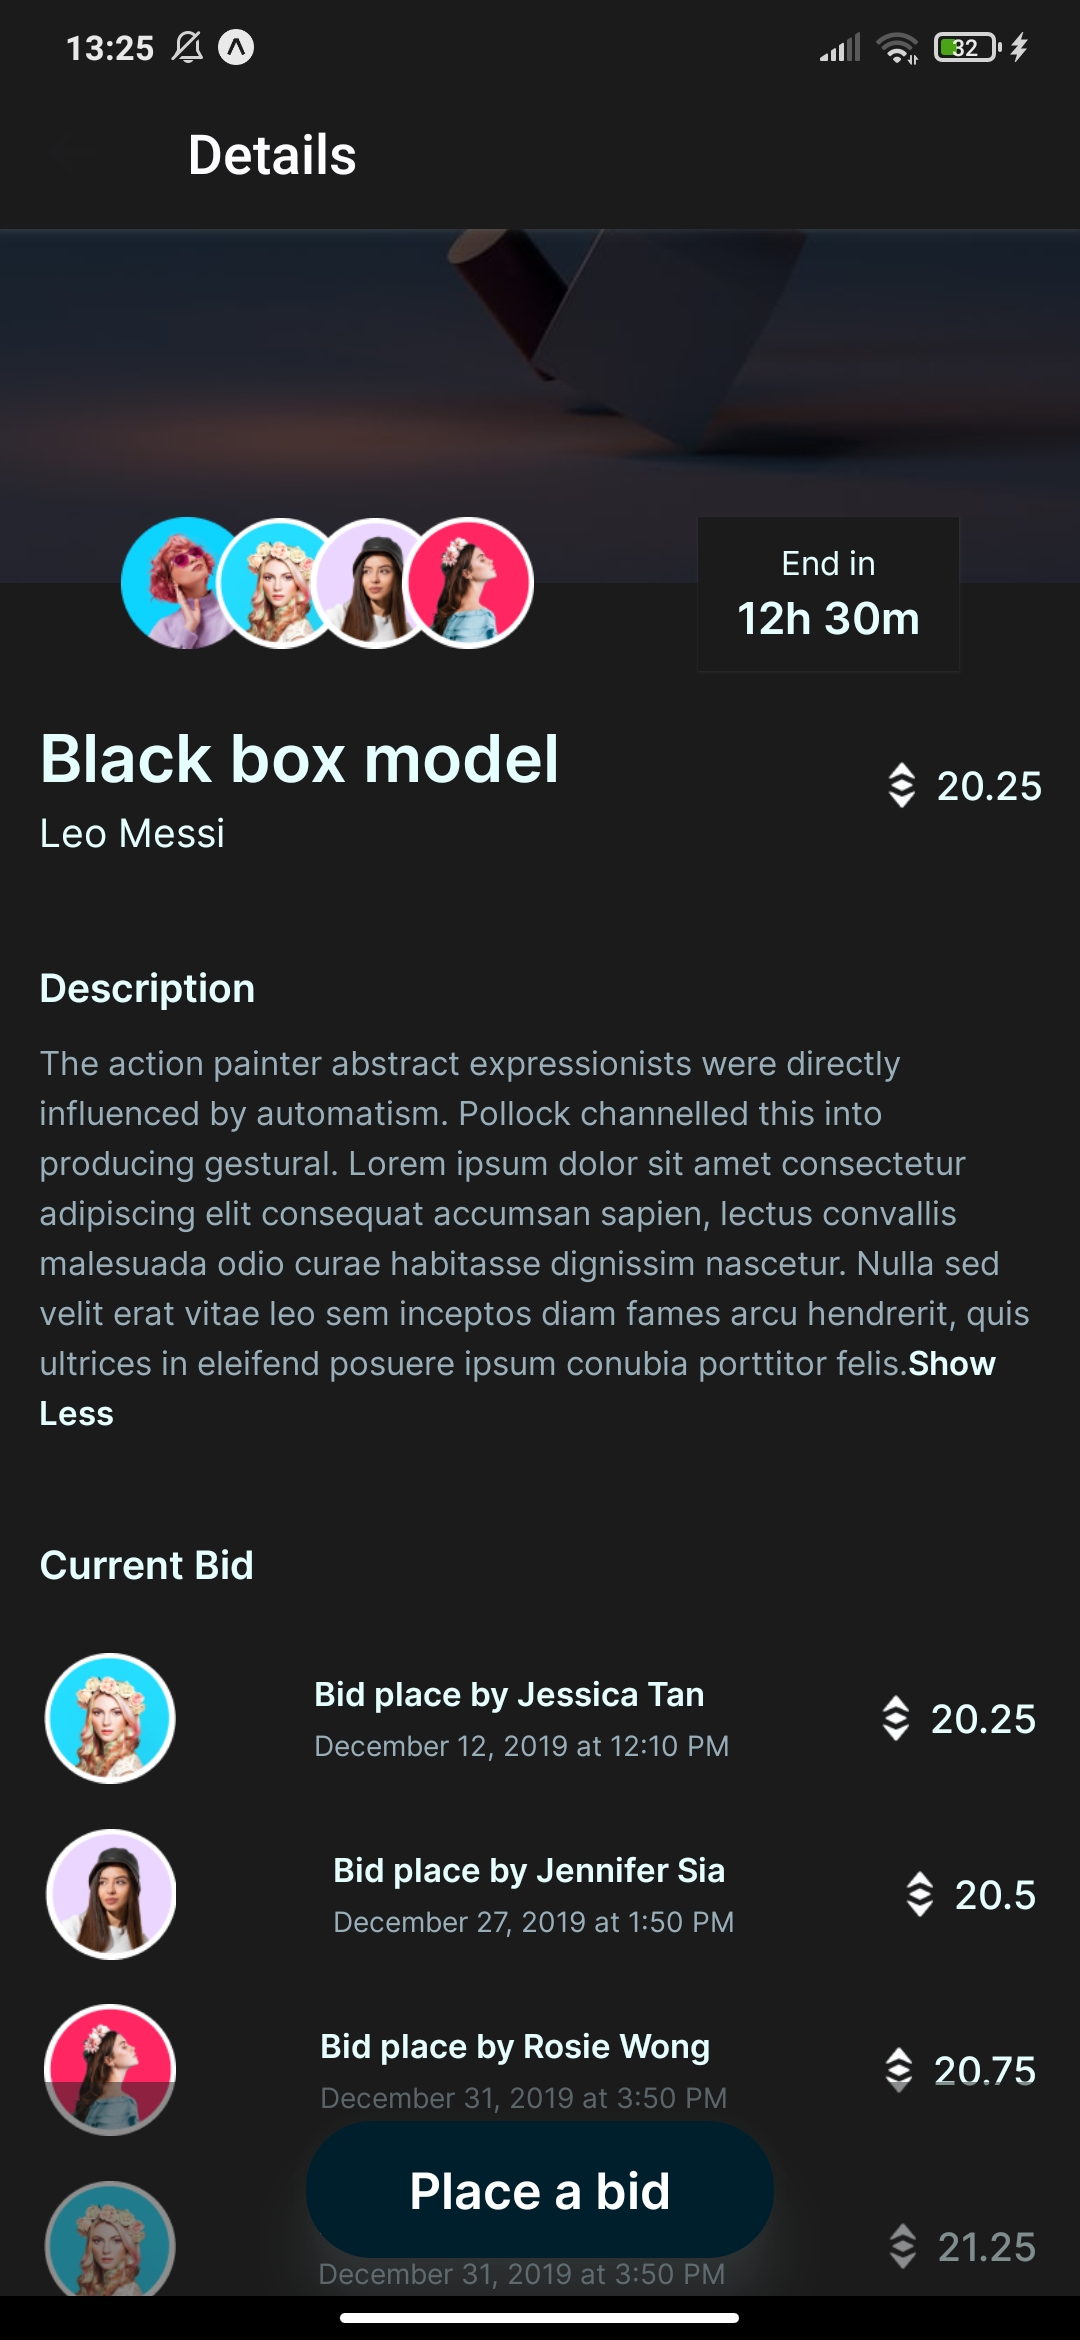 13:25
32
Details
End in
12h 30m
Black box model
20.25
Leo Messi
Description
The action painter abstract expressionists were directly
influenced by automatism. Pollock channelled this into
producing gestural. Lorem ipsum dolor sit amet consectetur
adipiscing elit consequat accumsan sapien, lectus convallis
malesuada odio curae habitasse dignissim nascetur. Nulla sed
velit erat vitae leo sem inceptos diam fames arcu hendrerit, quis
ultrices in eleifend posuere ipsum conubia porttitor felis.Show
Less
Current Bid
Bid place by Jessica Tan
20.25
December 12, 2019 at 12:10 PM
Bid place by Jennifer Sia
20.5
December 27, 2019 at 1:50 PM
Bid place by Rosie Wong
20.75
December 31, 2019 at 3:50 PM
Place a bid
21.25
December 31, 2019 at 3:50 PM